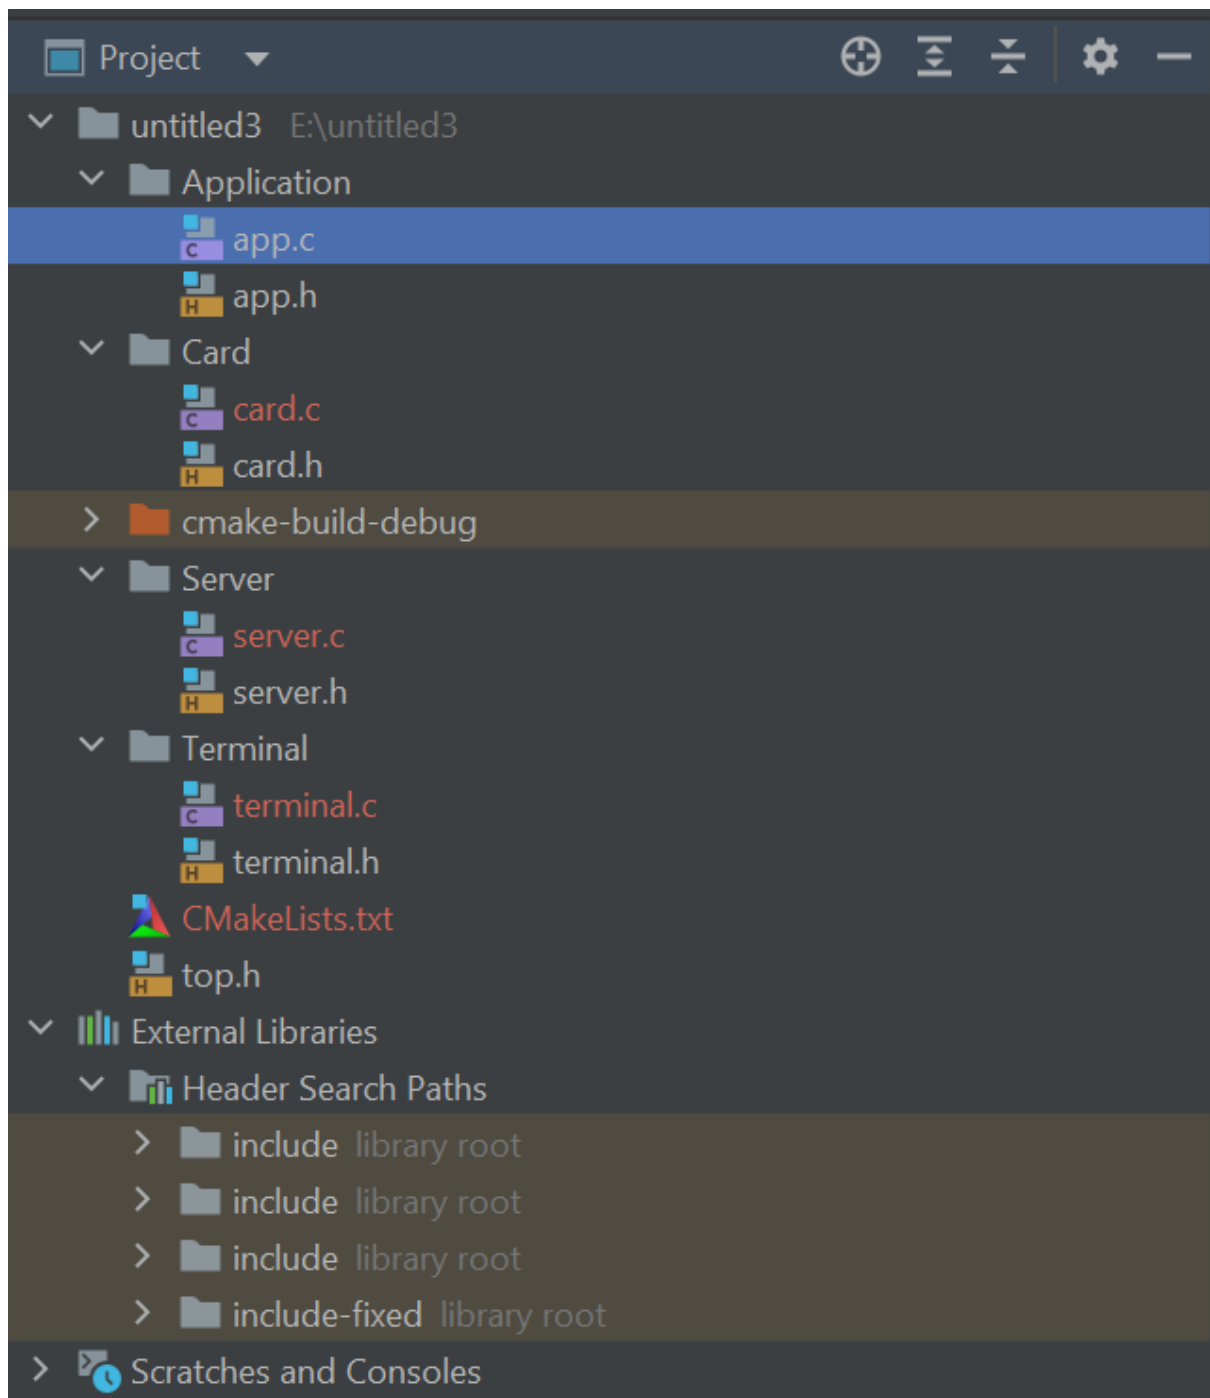 Project
untitled3 E:\untitled3
Application
C app.c
H app.h
Card
C card.c
H card.h
cmake-build-debug
Server
C server.c
H server.h
Terminal
C terminal.c
H terminal.h
CMakeLists.txt
H top.h
External Libraries
Header Search Paths
include library root
include library root
include library root
include-fixed library root
Scratches and Consoles